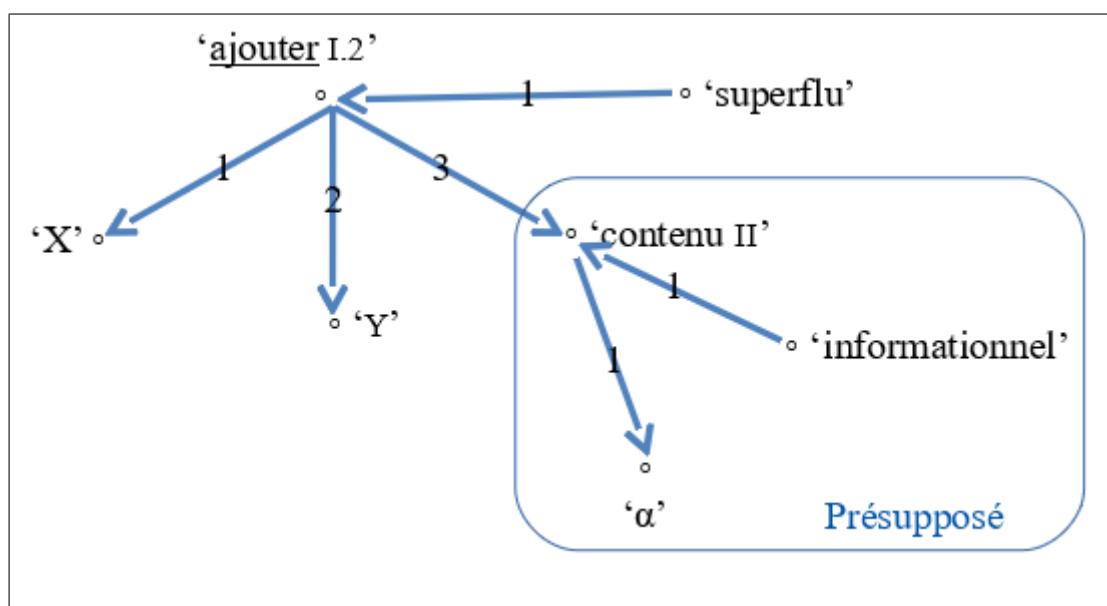 ‘ajouter I.2’
1
‘superflu’
1
2
3
‘X’
‘contenu II’
1
‘Y’
‘informationnel’
1
‘α’
Présupposé